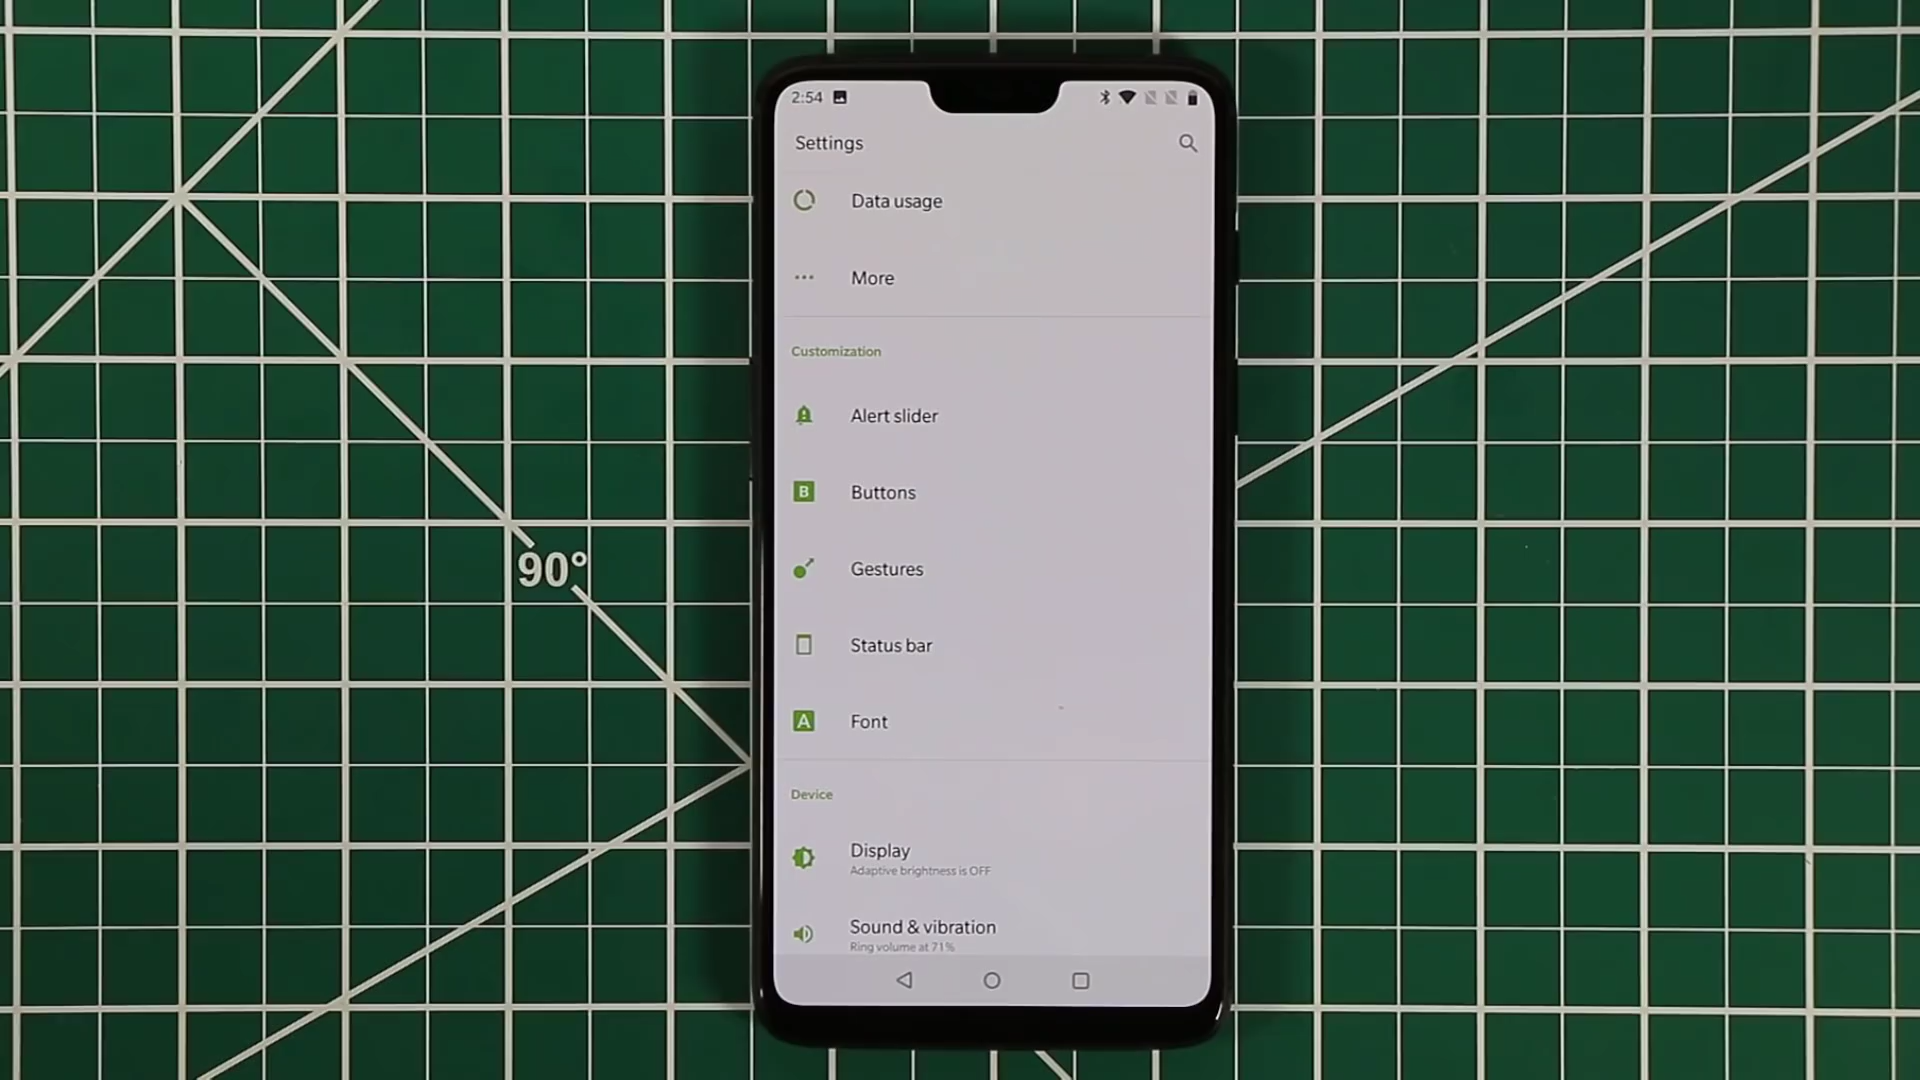 2:54
Settings
Data usage
More
Customization
Alert slider
B
Buttons
Gestures
90°
Status bar
A
Font
Device
Display
Adaptive brightness is OFF
Sound & vibration
Ring volume at 71%